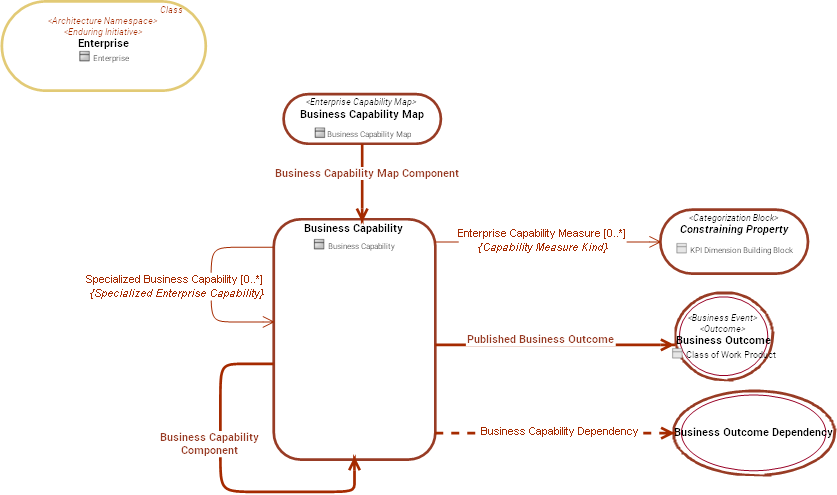 Class
<Architecture Namespace>
<Enduring Initiative>
Enterprise
Enterprise
<Enterprise Capability Map>
Business Capability Map
Business Capability Map
Business Capability Map Component
Business Capability
Business Capability
Enterprise Capability Measure [0..*]
{Capability Measure Kind}
<Categorization Block>
Constraining Property
KPI Dimension Building Block
Specialized Business Capability [0..*]
{Specialized Enterprise Capability}
<Business Event>
<Outcome>
Business Outcome
Class of Work Product
Published Business Outcome
Business Capability
Component
Business Capability Dependency
Business Outcome Dependency